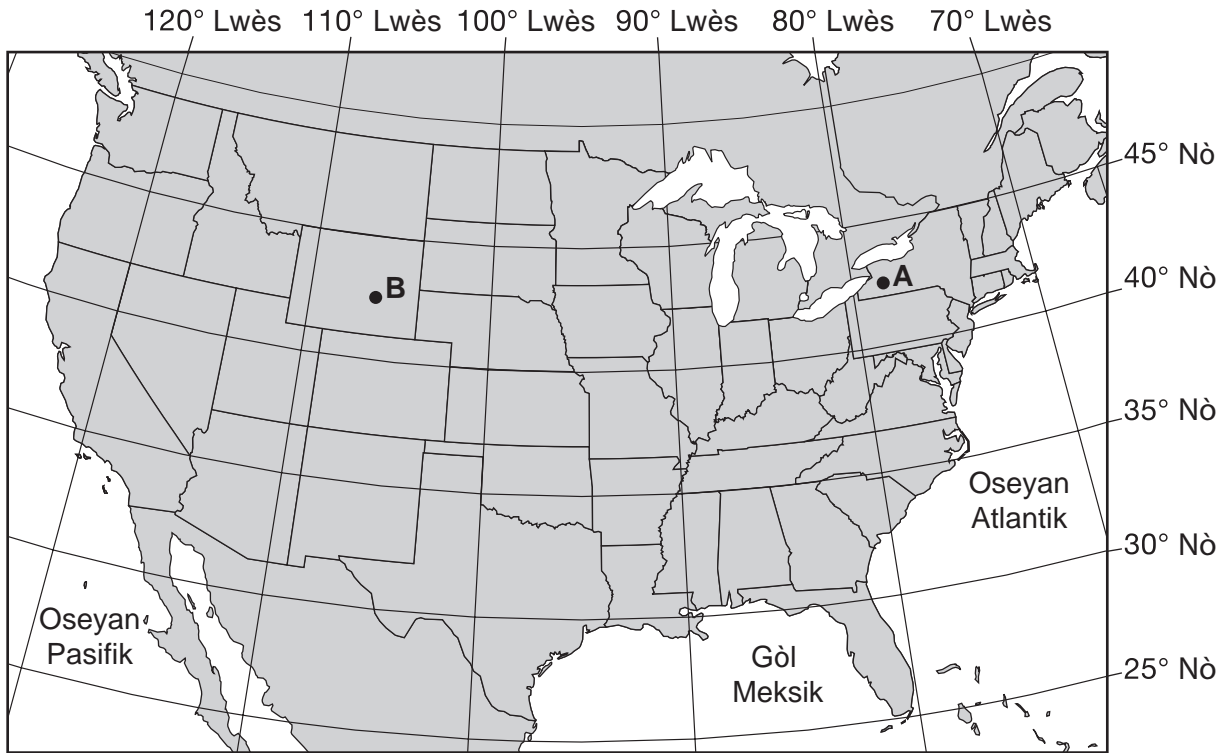 120° Lwès 110° Lwès 100° Lwès 90° Lwès 80° Lwès 70° Lwès
45° Nò
40° Nò
B
A
35° Nò
Oseyan
Atlantik
30° Nò
Oseyan
Pasifik
Gòl
Meksik
25° Nò